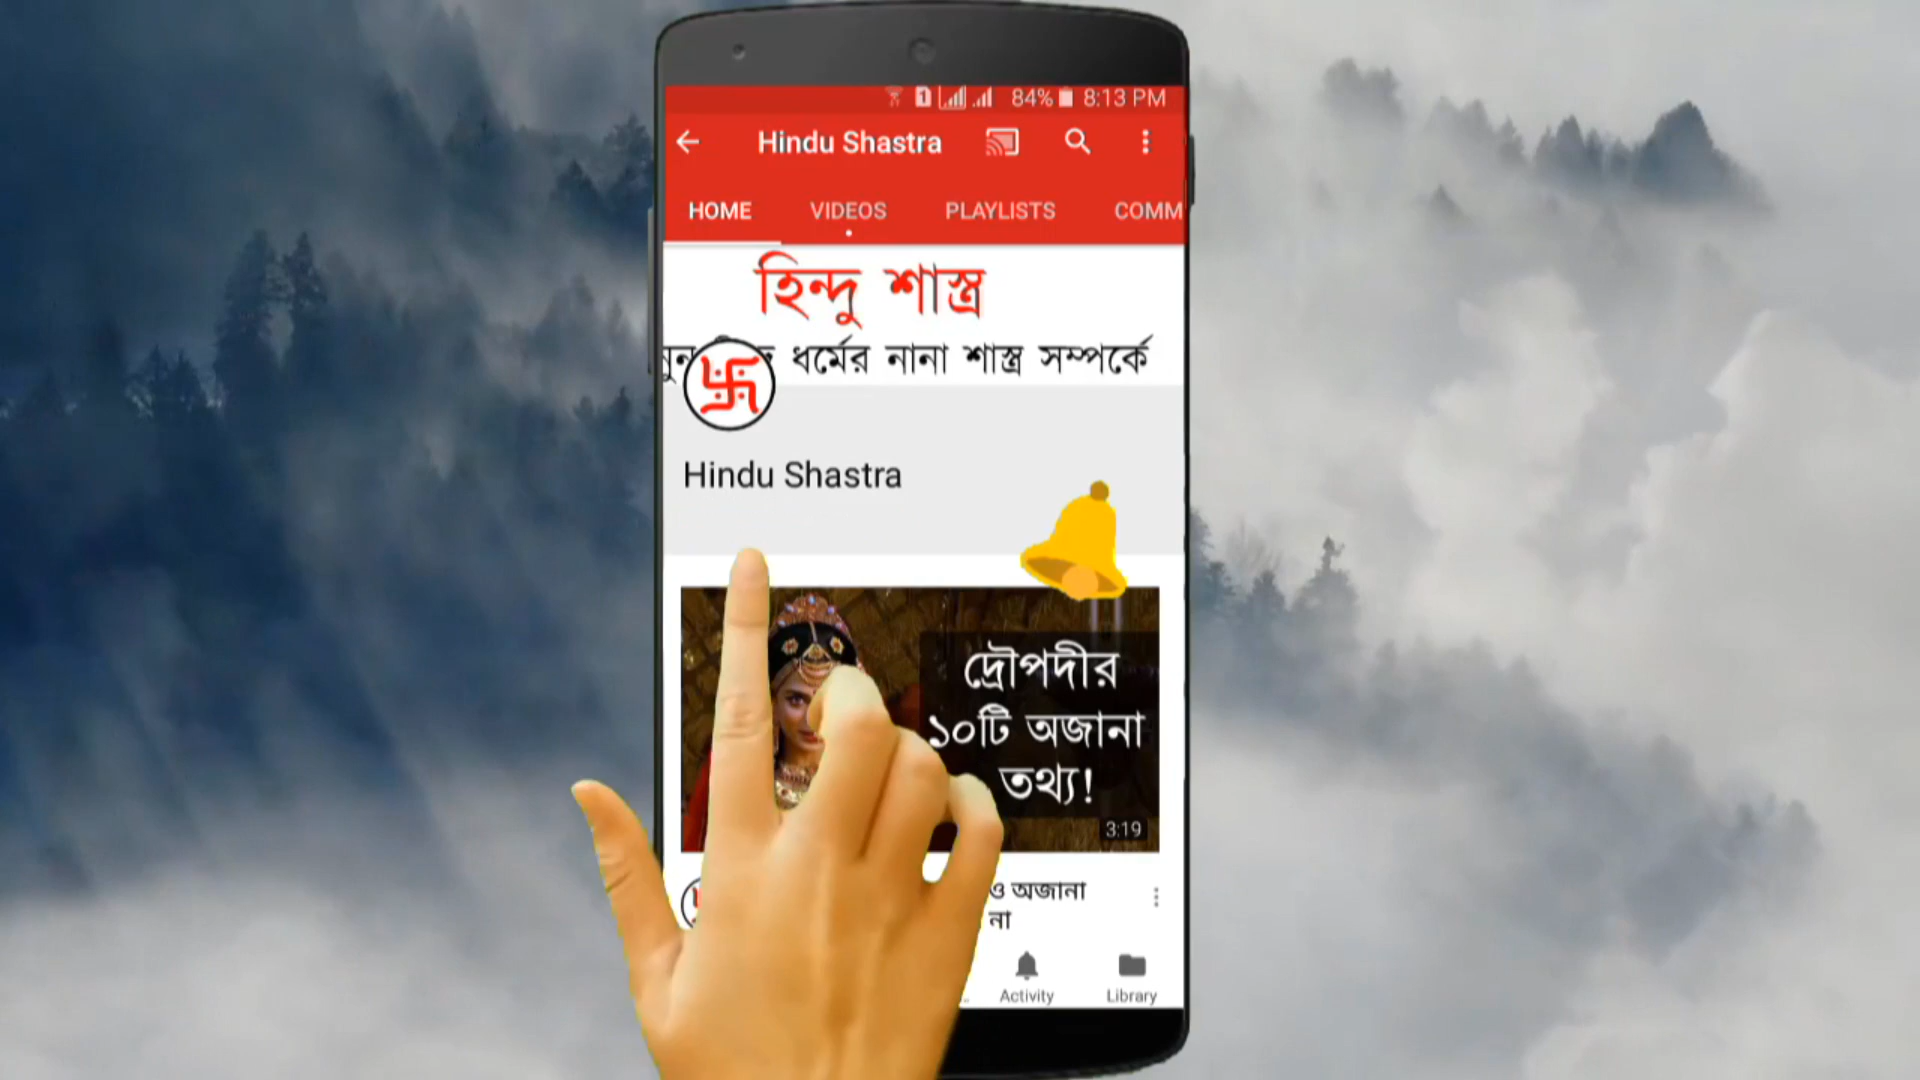 84% 8:13 PM
Hindu Shastra
HOME VIDEOS PLAYLISTS COMM
হিন্দু শাস্ত্র
ধর্মের নানা শাস্ত্র সম্পর্কে
Hindu Shastra
দ্রৌপদীর
১০টি অজানা
তথ্য!
3:19
ও অজানা
না
Activity Library